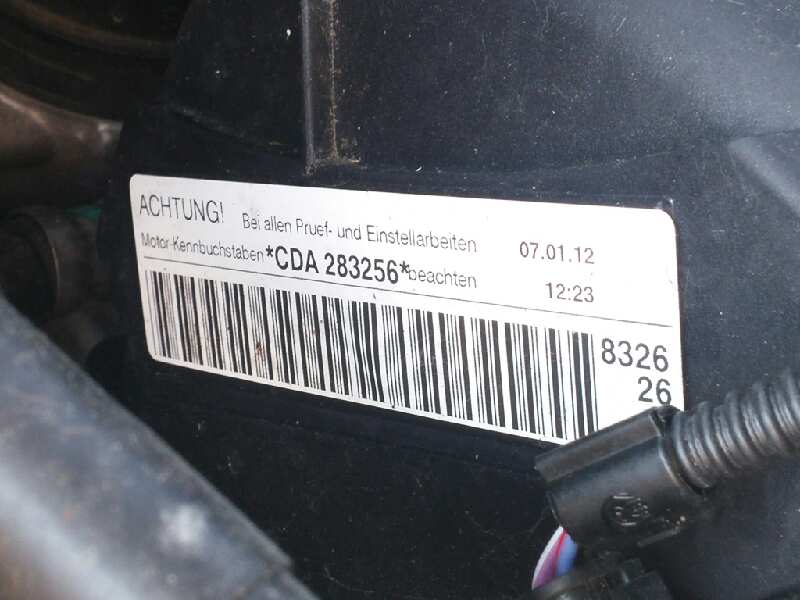 ACHTUNG! Bei allen Pruef- und Einstellarbeiten 07.01.12
Motor-Kennbuchstaben *CDA 283256* beachten 12:23
8326
26